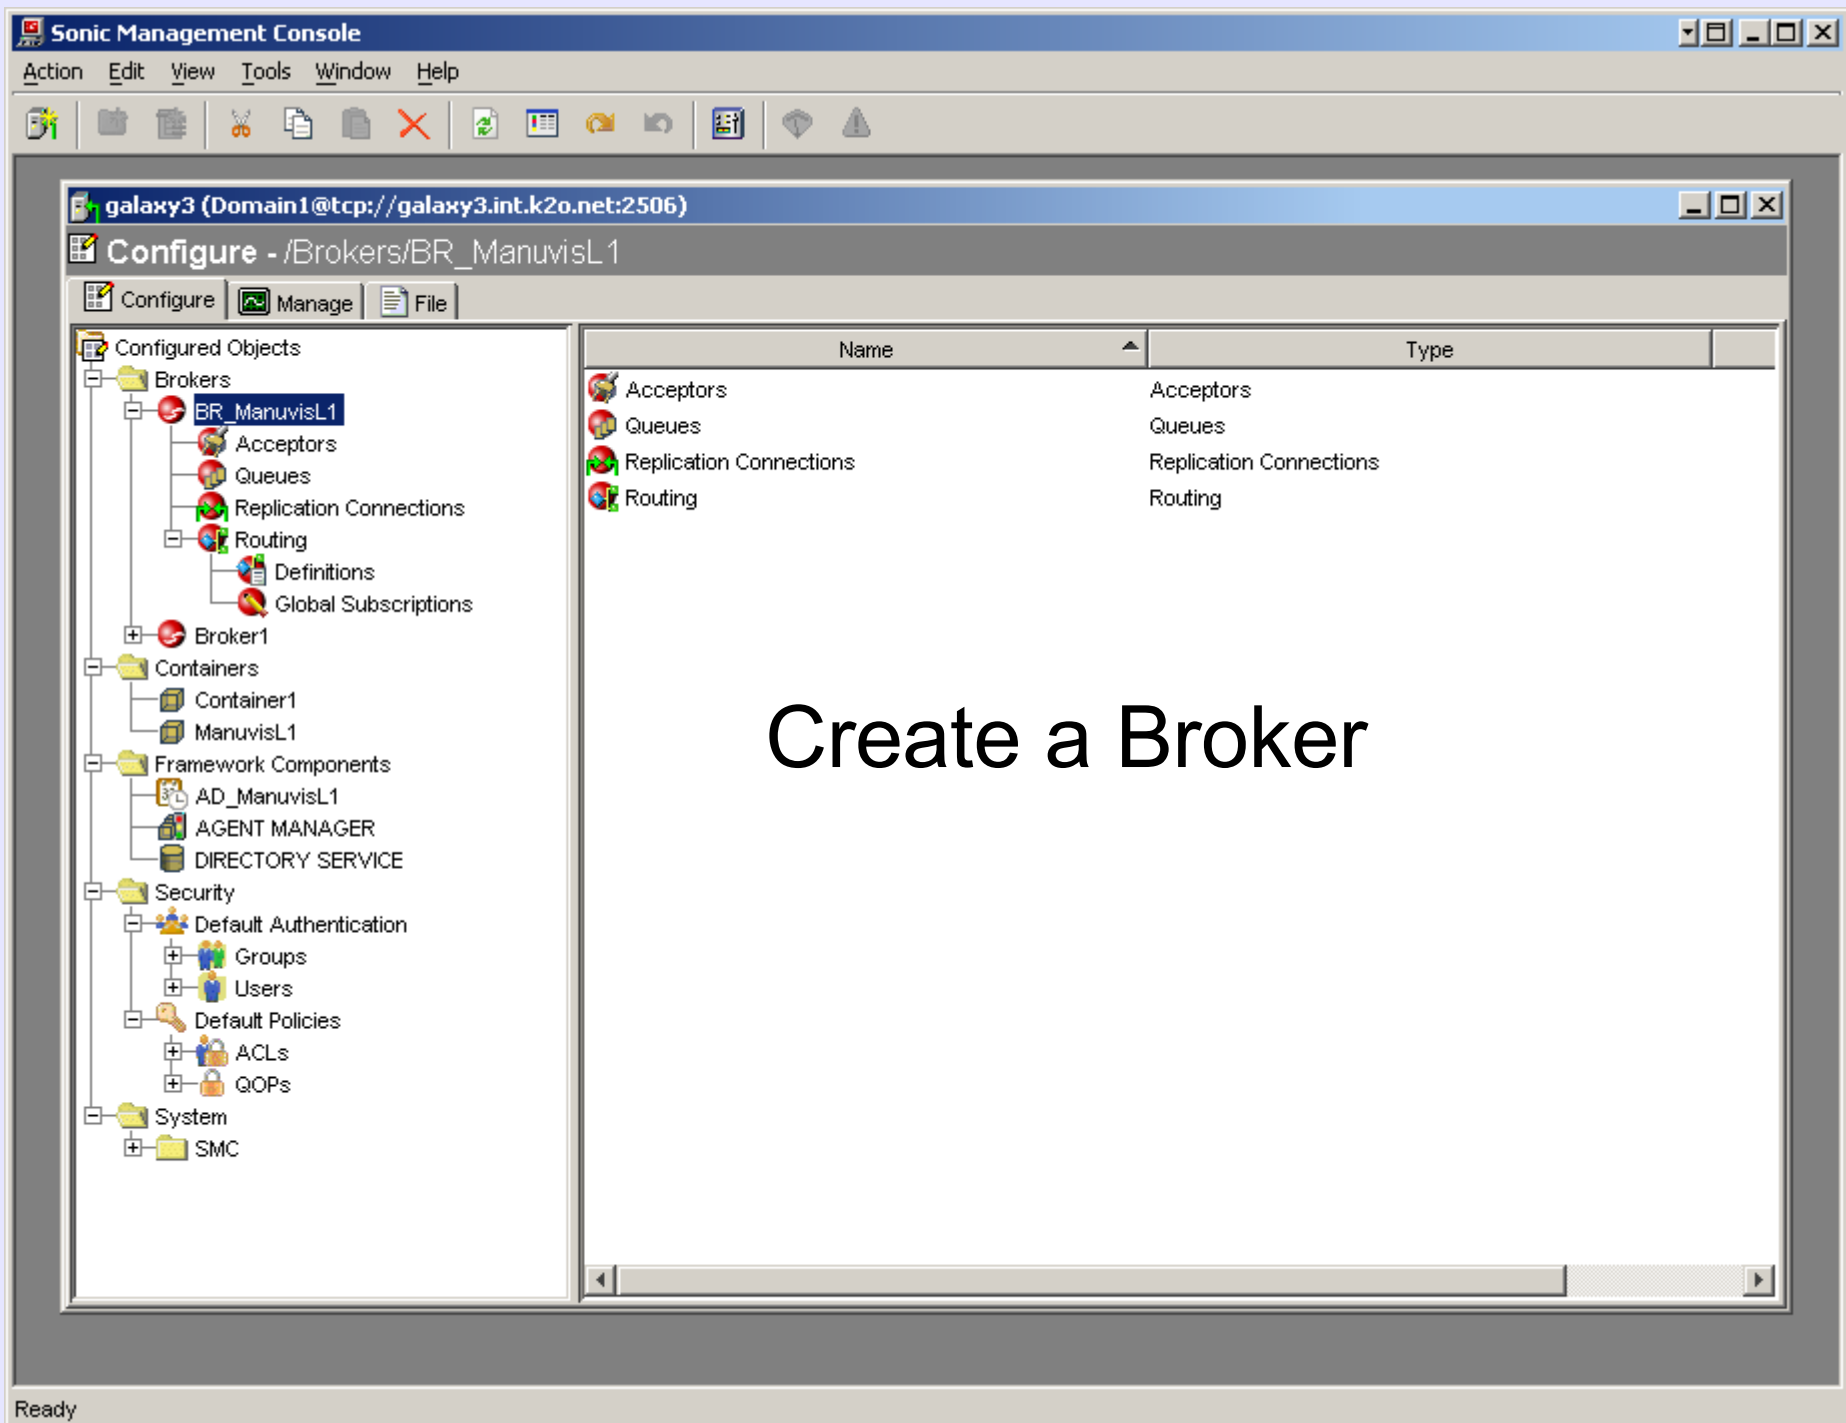 Sonic Management Console
Action Edit View Tools Window Help
galaxy3 (Domain1@tcp://galaxy3.int.k2o.net:2506)
Configure - /Brokers/BR_ManuvisL1
Configure Manage File
Configured Objects
Brokers
BR_ManuvisL1
Acceptors
Queues
Replication Connections
Routing
Definitions
Global Subscriptions
Broker1
Containers
Container1
ManuvisL1
Framework Components
AD_ManuvisL1
AGENT MANAGER
DIRECTORY SERVICE
Security
Default Authentication
Groups
Users
Default Policies
ACLs
QOPs
System
SMC
Name Type
Acceptors Acceptors
Queues Queues
Replication Connections Replication Connections
Routing Routing
Create a Broker
Ready